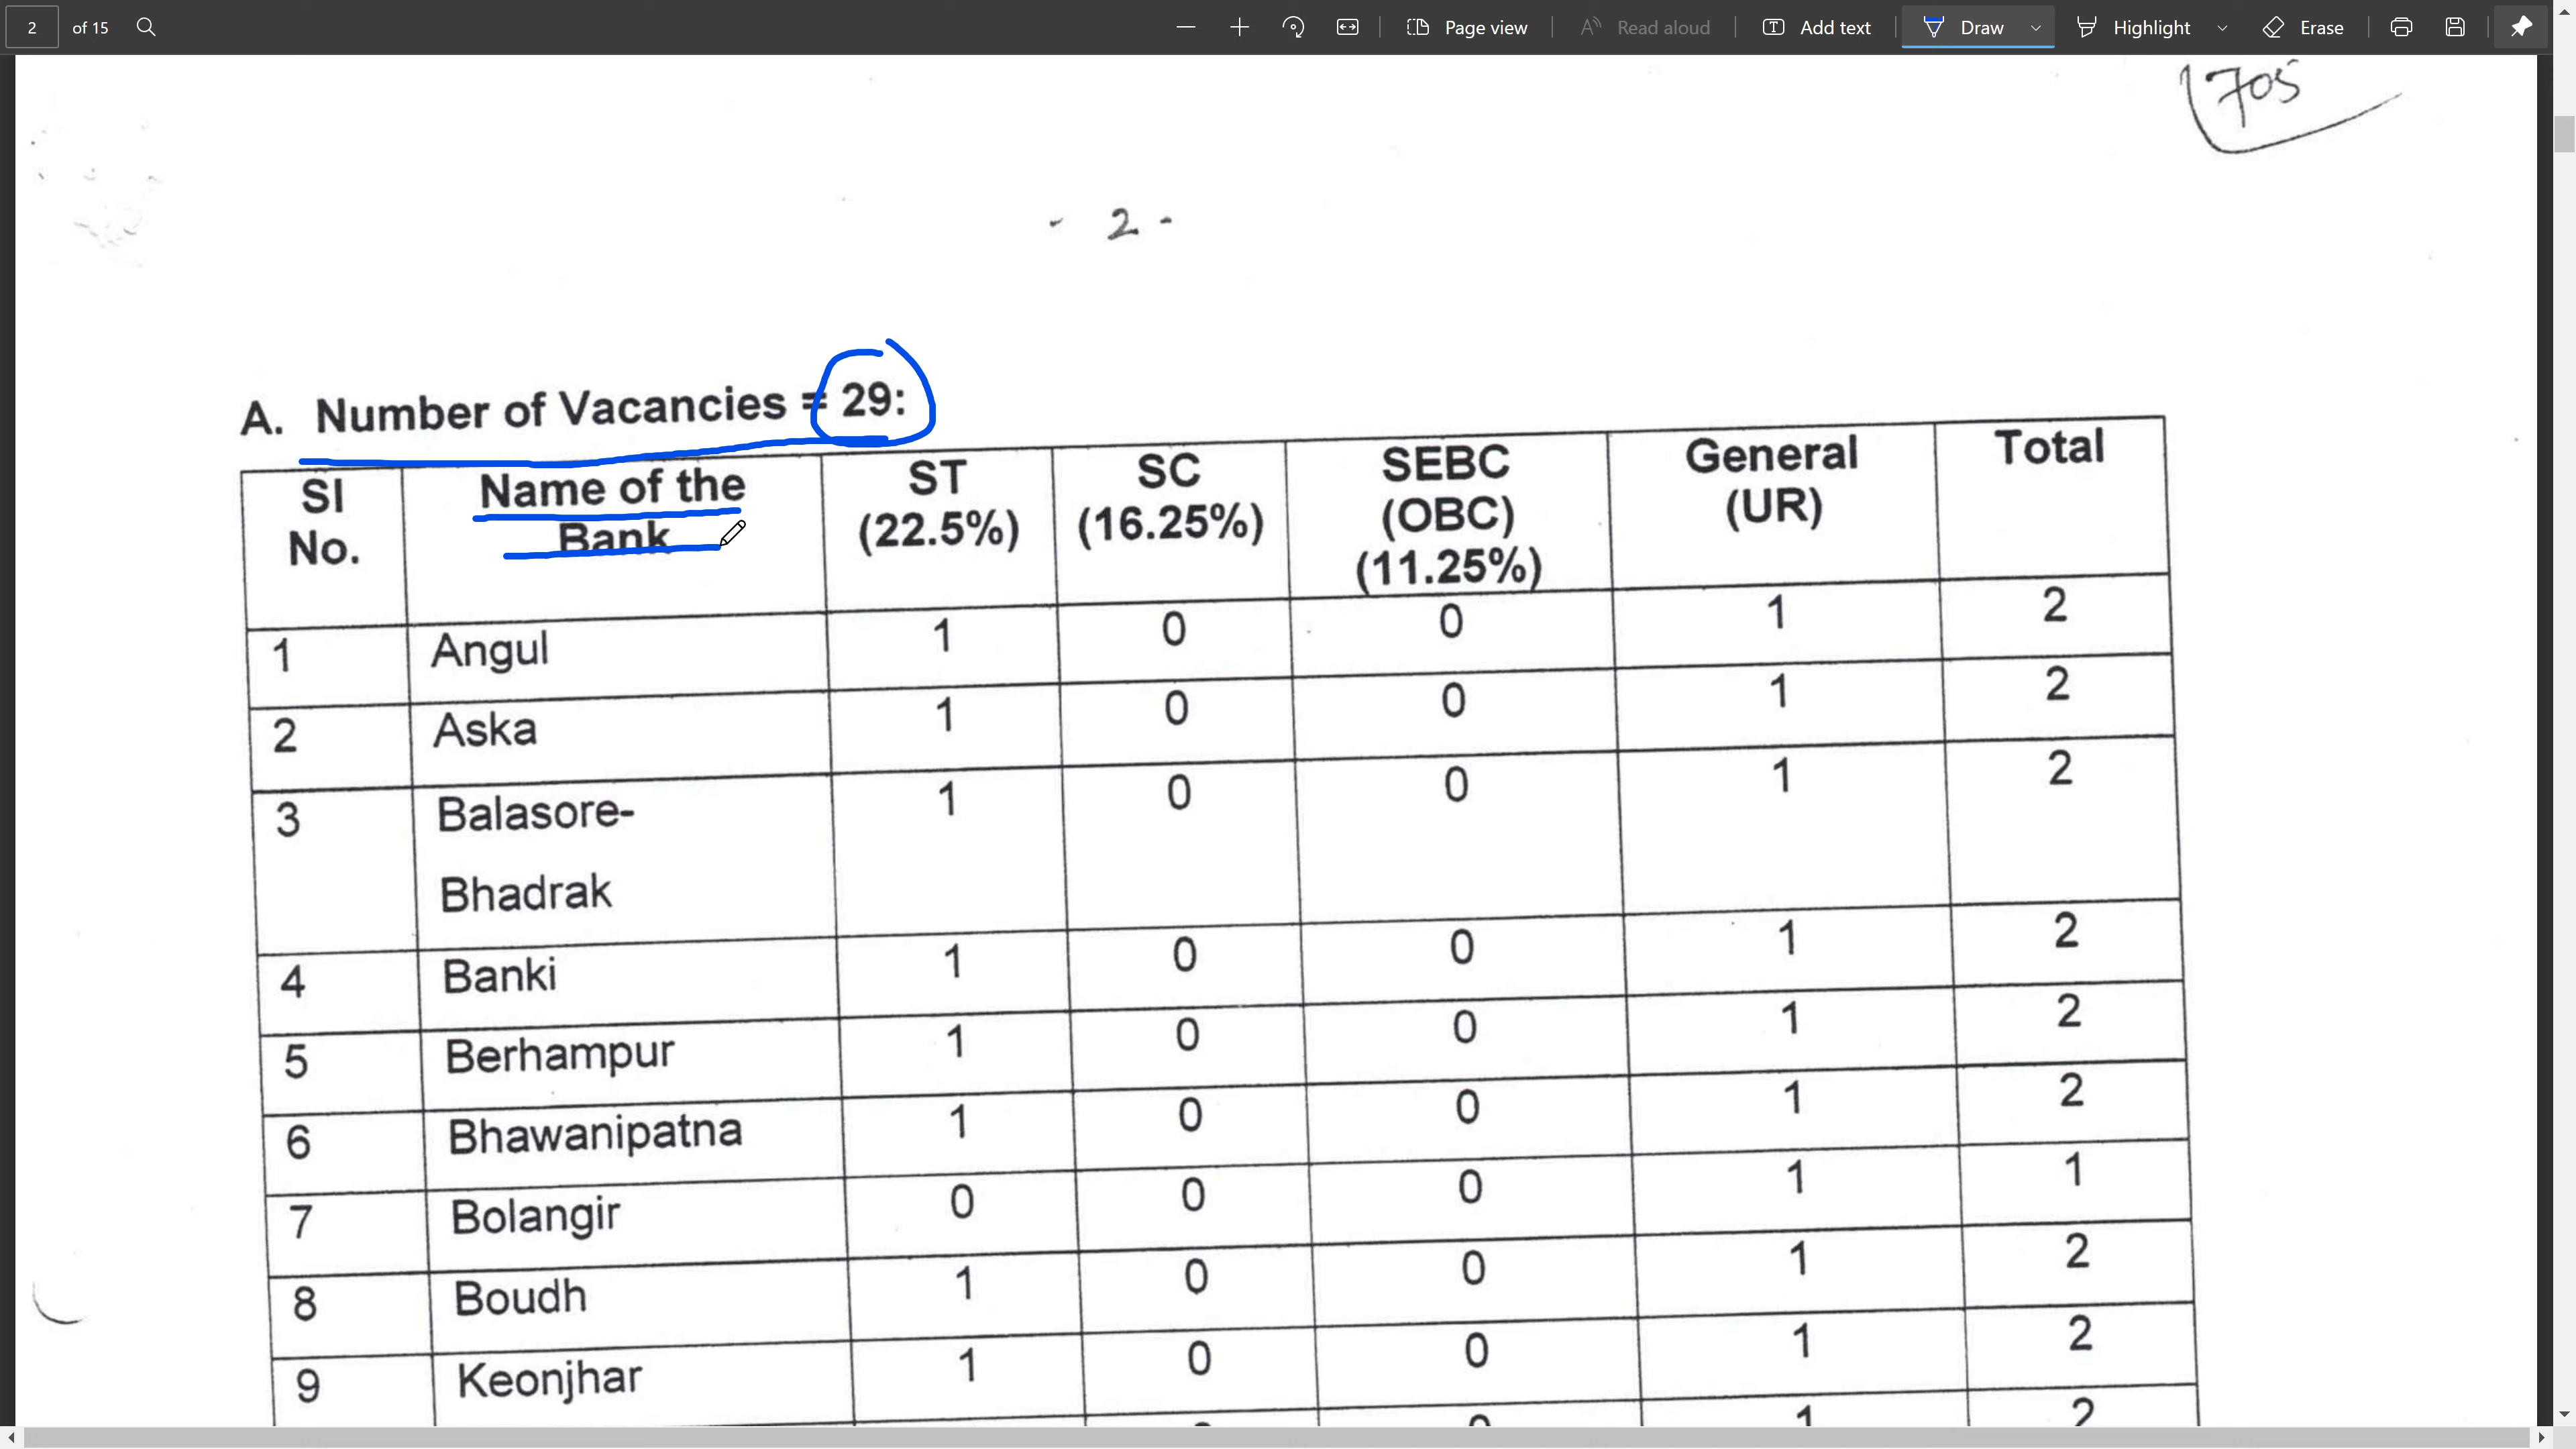 2 of 15 Page view Read aloud Add text Draw Highlight Erase
705
- 2 -
A. Number of Vacancies = 29:
Sl No. Name of the Bank ST (22.5%) SC (16.25%) SEBC (OBC) (11.25%) General (UR) Total
1 Angul 1 0 0 1 2
2 Aska 1 0 0 1 2
3 Balasore- 1 0 0 1 2
Bhadrak
4 Banki 1 0 0 1 2
5 Berhampur 1 0 0 1 2
6 Bhawanipatna 1 0 0 1 2
7 Bolangir 0 0 0 1 1
8 Boudh 1 0 0 1 2
9 Keonjhar 1 0 0 1 2
1 2